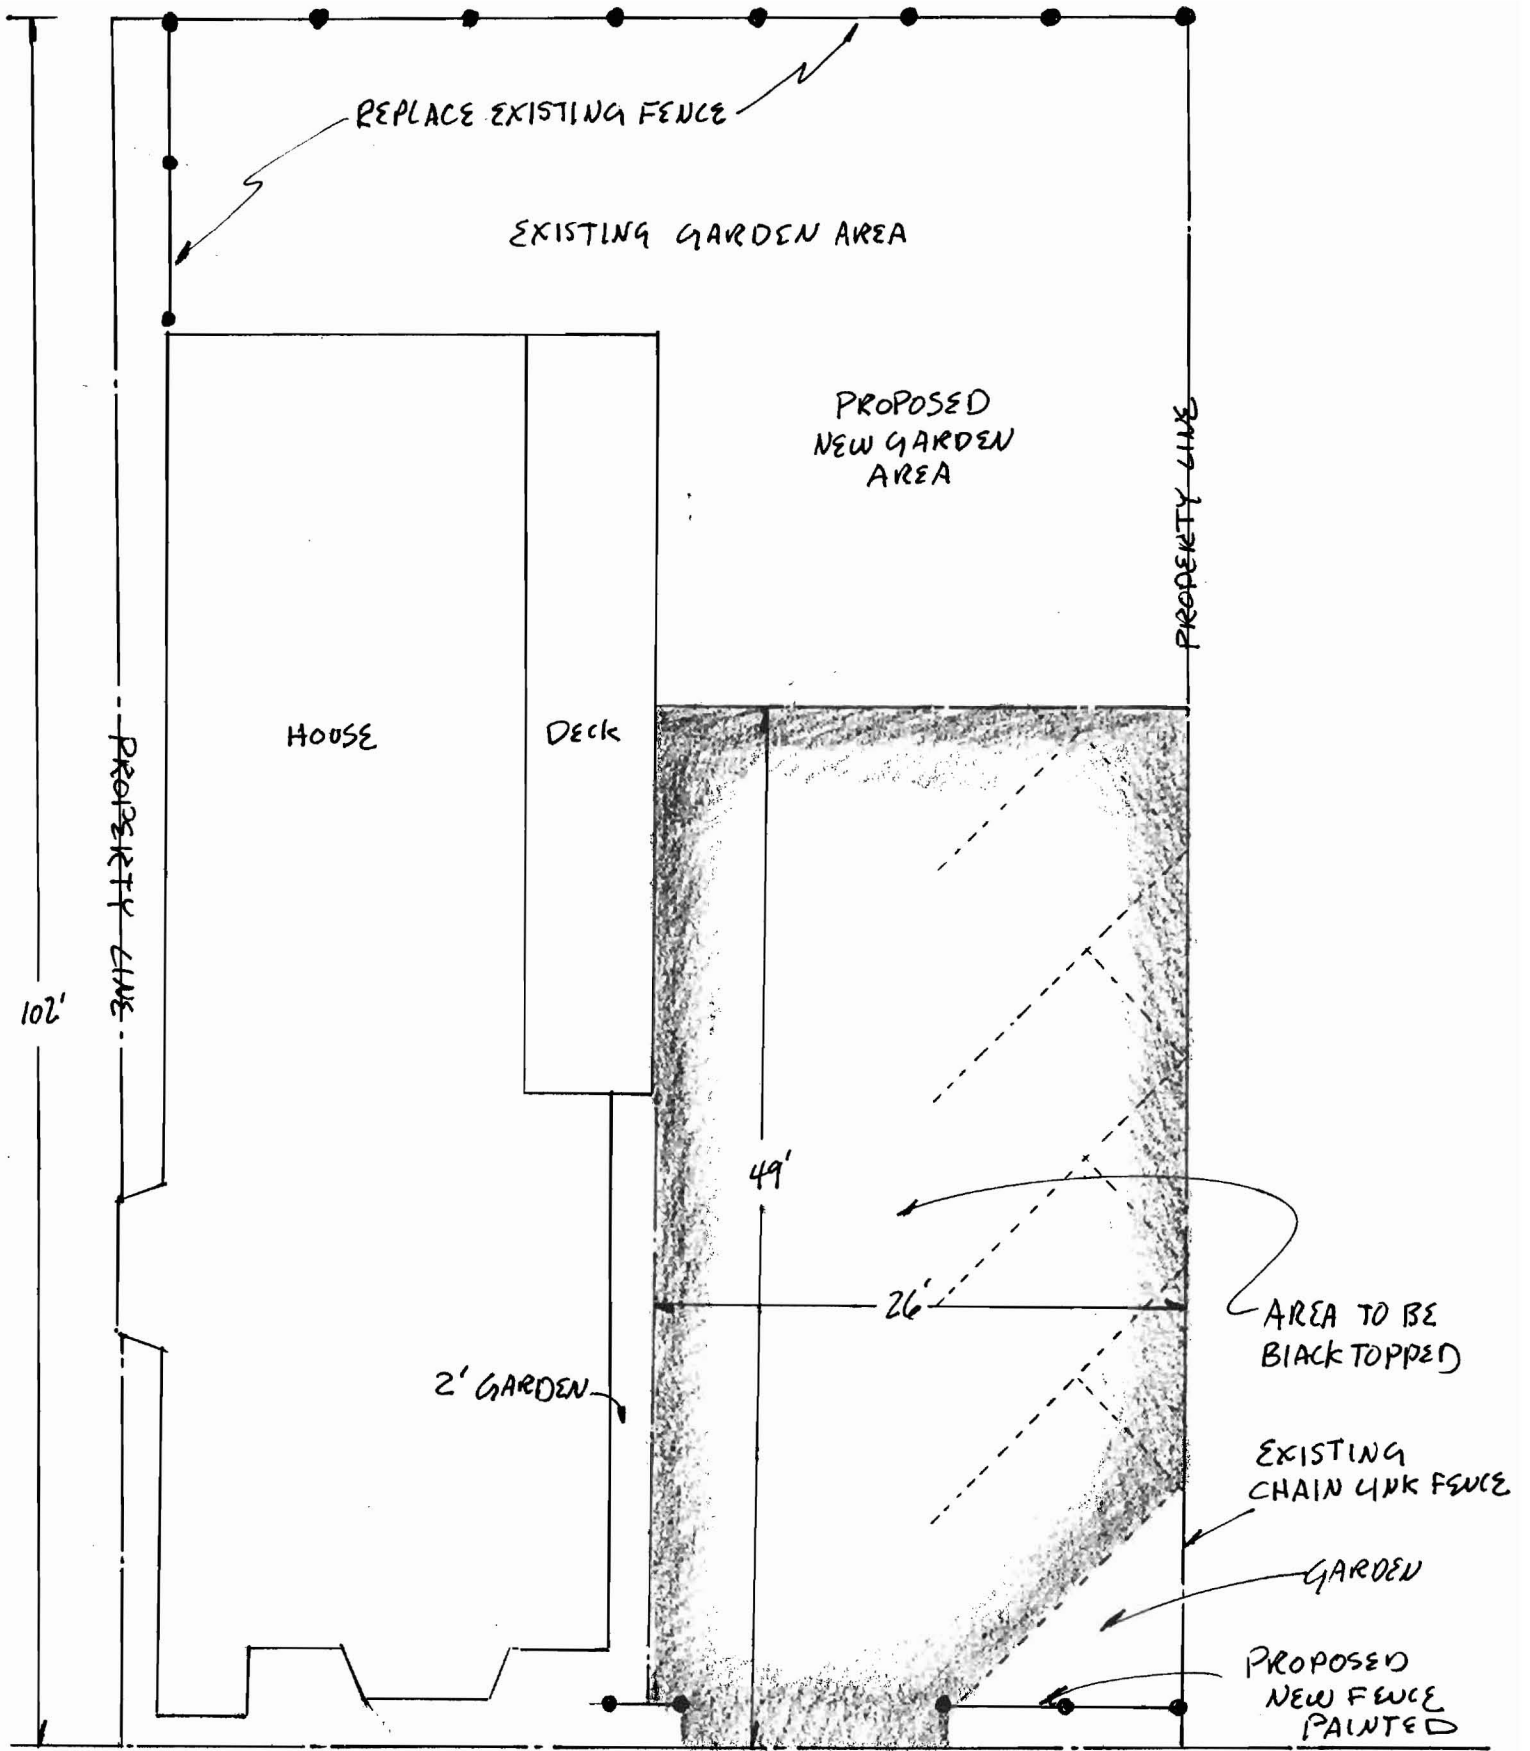 REPLACE EXISTING FENCE
EXISTING GARDEN AREA
PROPOSED
NEW GARDEN
AREA
PROPERTY LINE
HOUSE
DECK
PROPERTY LINE
102'
49'
26'
AREA TO BE
BLACKTOPPED
2' GARDEN
EXISTING
CHAIN LINK FENCE
GARDEN
PROPOSED
NEW FENCE
PAINTED